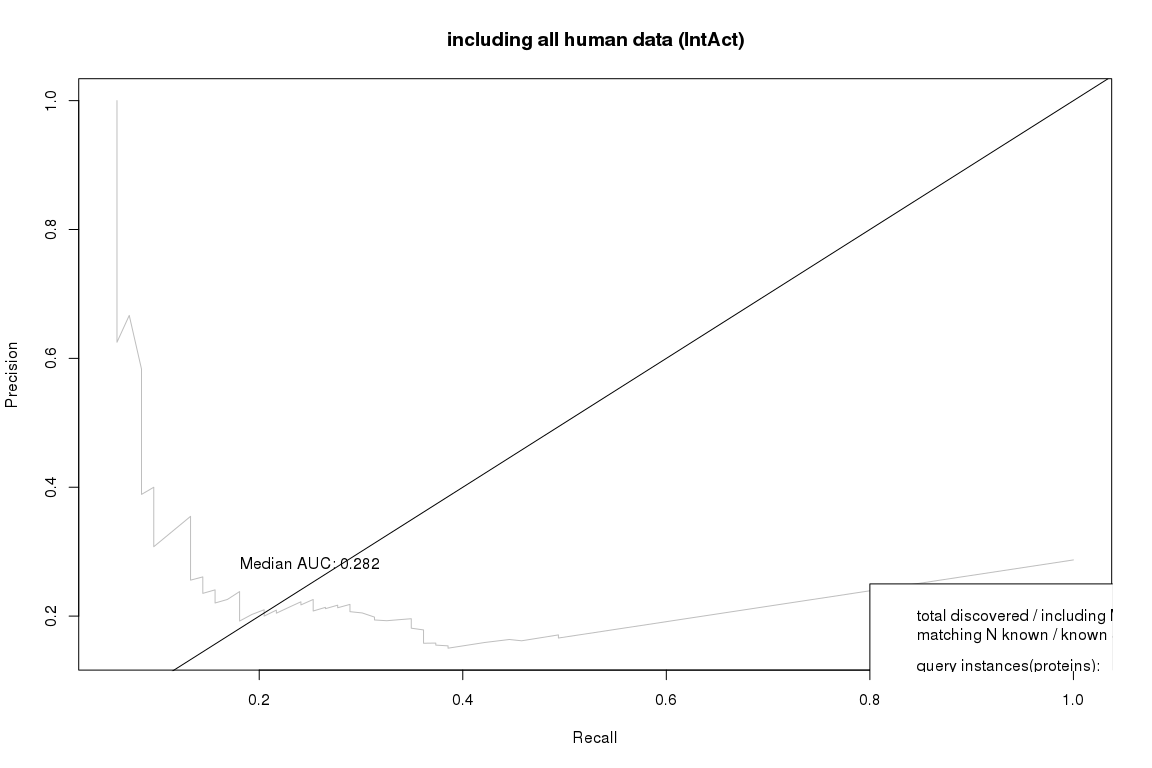 including all human data (IntAct)
Precision
1.0
0.8
0.6
0.4
0.2
Median AUC: 0.282
total discovered / including
matching N known / known
query instances(proteins):
0.2 0.4 0.6 0.8 1.0
Recall